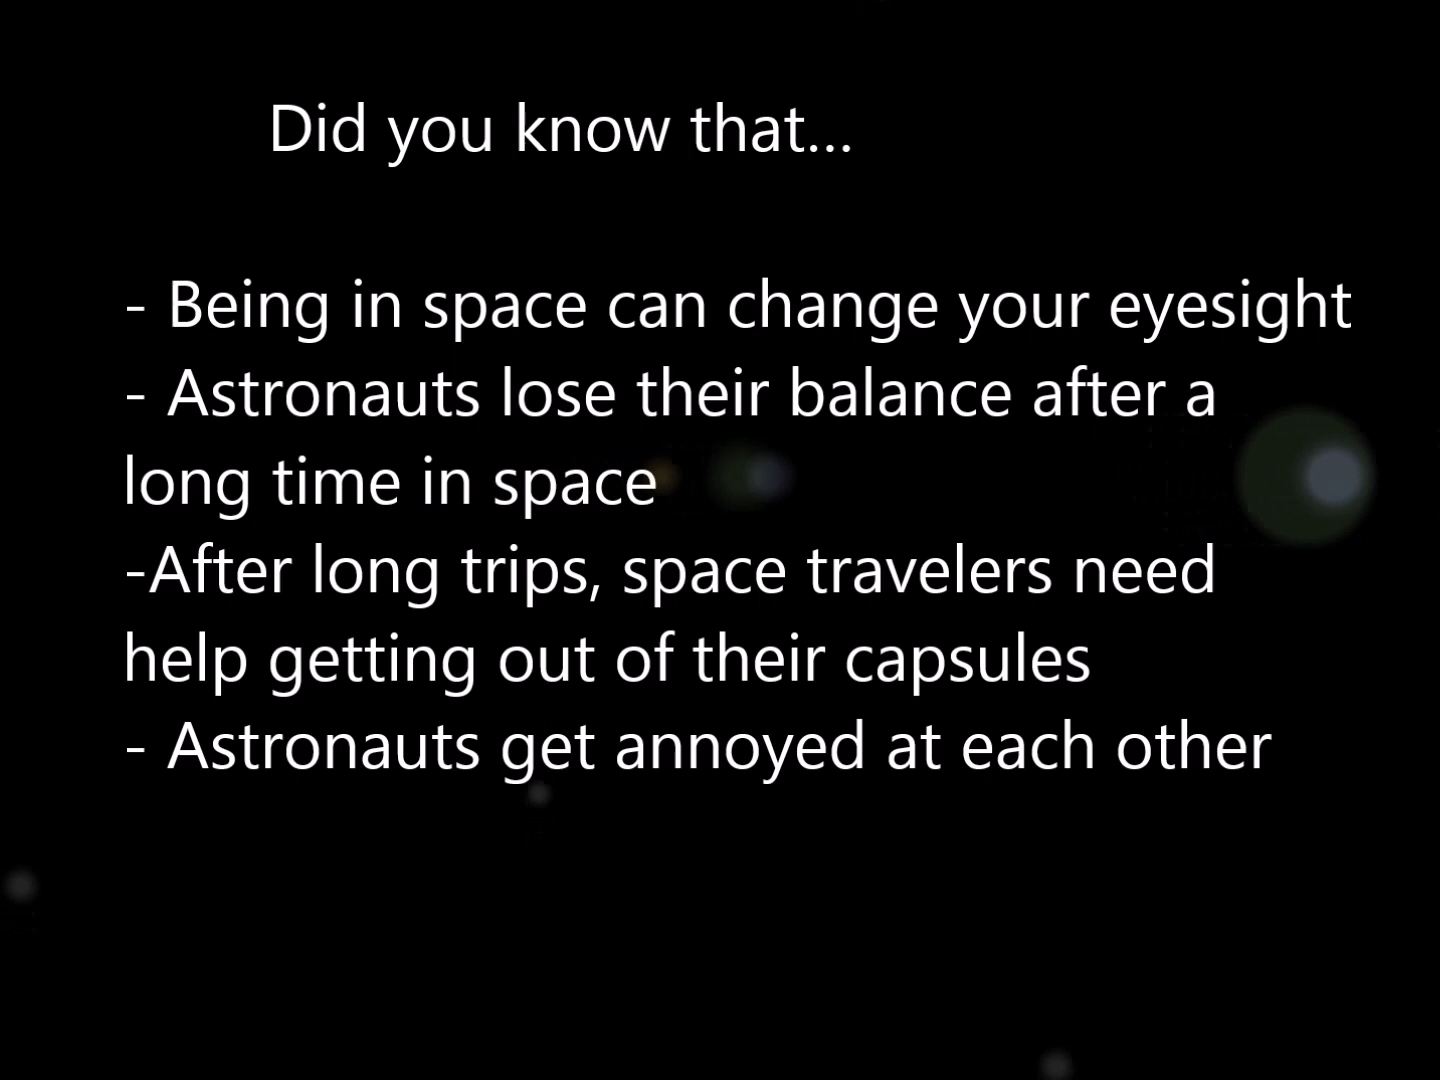 Did you know that...
- Being in space can change your eyesight
- Astronauts lose their balance after a
long time in space
-After long trips, space travelers need
help getting out of their capsules
- Astronauts get annoyed at each other